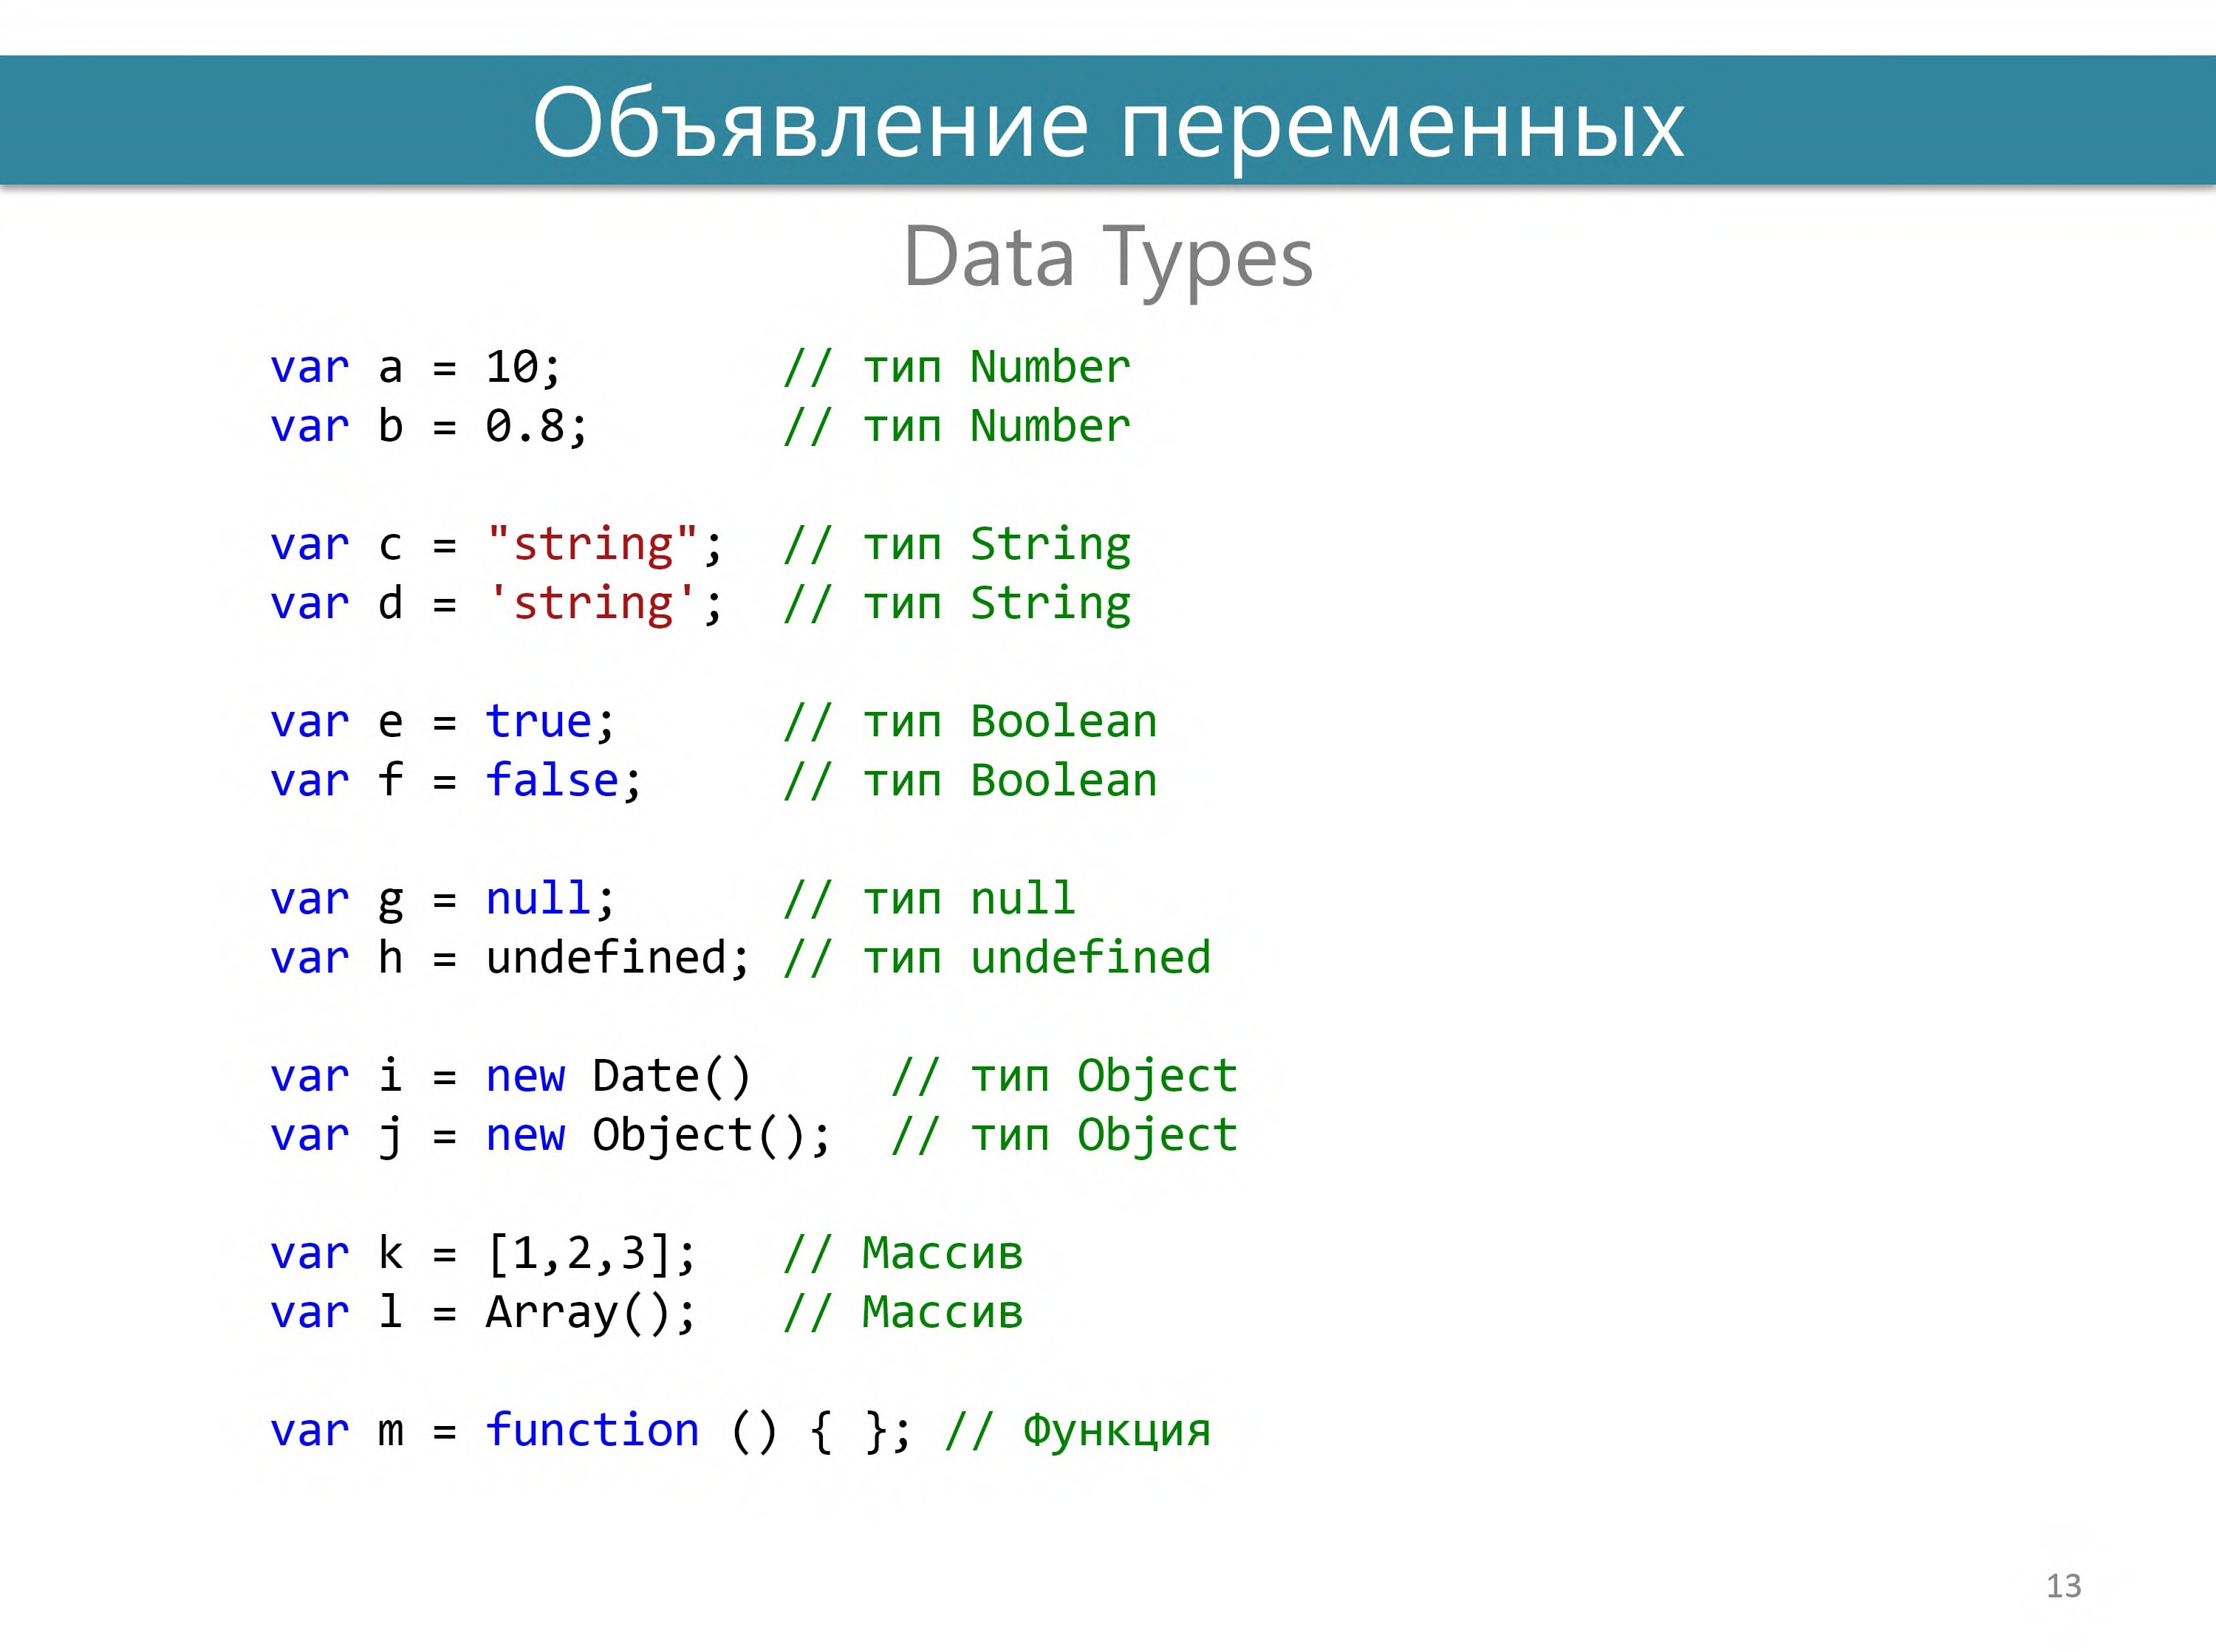 Объявление переменных
Data Types
var a = 10; // тип Number
var b = 0.8; // тип Number
var c = "string"; // тип String
var d = 'string'; // тип String
var e = true; // тип Boolean
var f = false; // тип Boolean
var g = null; // тип null
var h = undefined; // тип undefined
var i = new Date() // тип Object
var j = new Object(); // тип Object
var k = [1,2,3]; // Массив
var l = Array(); // Массив
var m = function () { }; // Функция
13